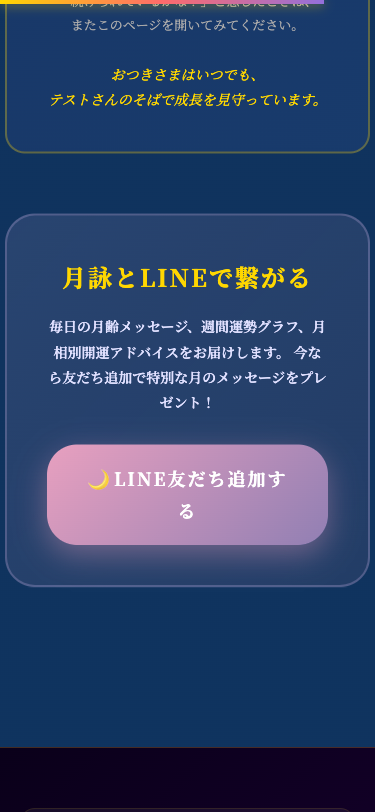 またこのページを開いてみてください。
おつきさまはいつでも、
テストさんのそばで成長を見守っています。
月詠とLINEで繋がる
毎日の月齢メッセージ、週間運勢グラフ、月
相別開運アドバイスをお届けします。 今な
ら友だち追加で特別な月のメッセージをプレ
ゼント！
🌙LINE友だち追加す
る